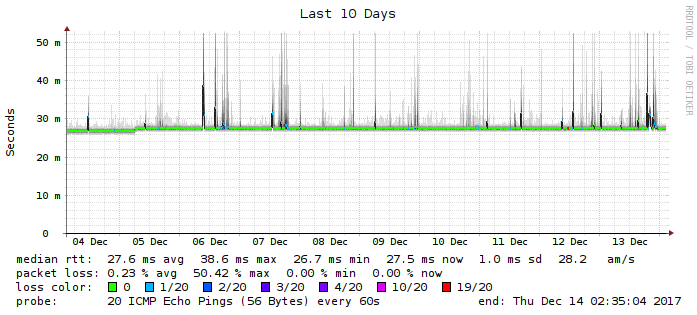 Last 10 Days
RRDTOOL / TOBI OETIKER
Seconds
50 m
40 m
30 m
20 m
10 m
0
04 Dec 05 Dec 06 Dec 07 Dec 08 Dec 09 Dec 10 Dec 11 Dec 12 Dec 13 Dec
median rtt: 27.6 ms avg 38.6 ms max 26.7 ms min 27.5 ms now 1.0 ms sd 28.2 am/s
packet loss: 0.23 % avg 50.42 % max 0.00 % min 0.00 % now
loss color: 0 1/20 2/20 3/20 4/20 10/20 19/20
probe: 20 ICMP Echo Pings (56 Bytes) every 60s end: Thu Dec 14 02:35:04 2017